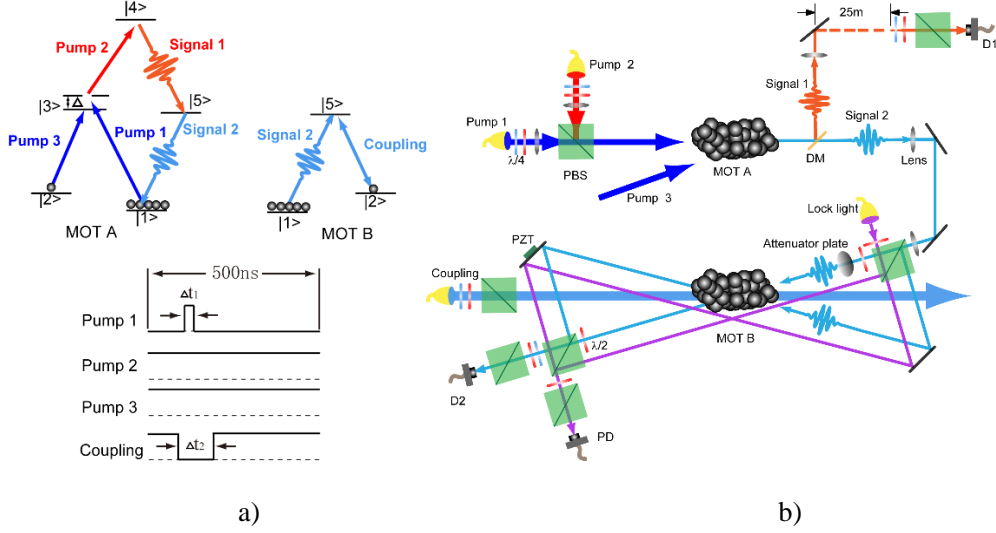 |4>
Pump 2
Signal 1
|3>
Δ
|5>
|5>
Pump 3
Pump 1
Signal 2
Signal 2
Coupling
|2>
|1>
|1>
|2>
MOT A
MOT B
500ns
Δt1
Pump 1
Pump 2
Pump 3
Coupling
Δt2
a)
25m
D1
Pump 2
Signal 1
Pump 1
Signal 2
λ/4
PBS
MOT A
DM
Lens
Pump 3
Lock light
PZT
Attenuator plate
Coupling
MOT B
λ/2
D2
PD
b)